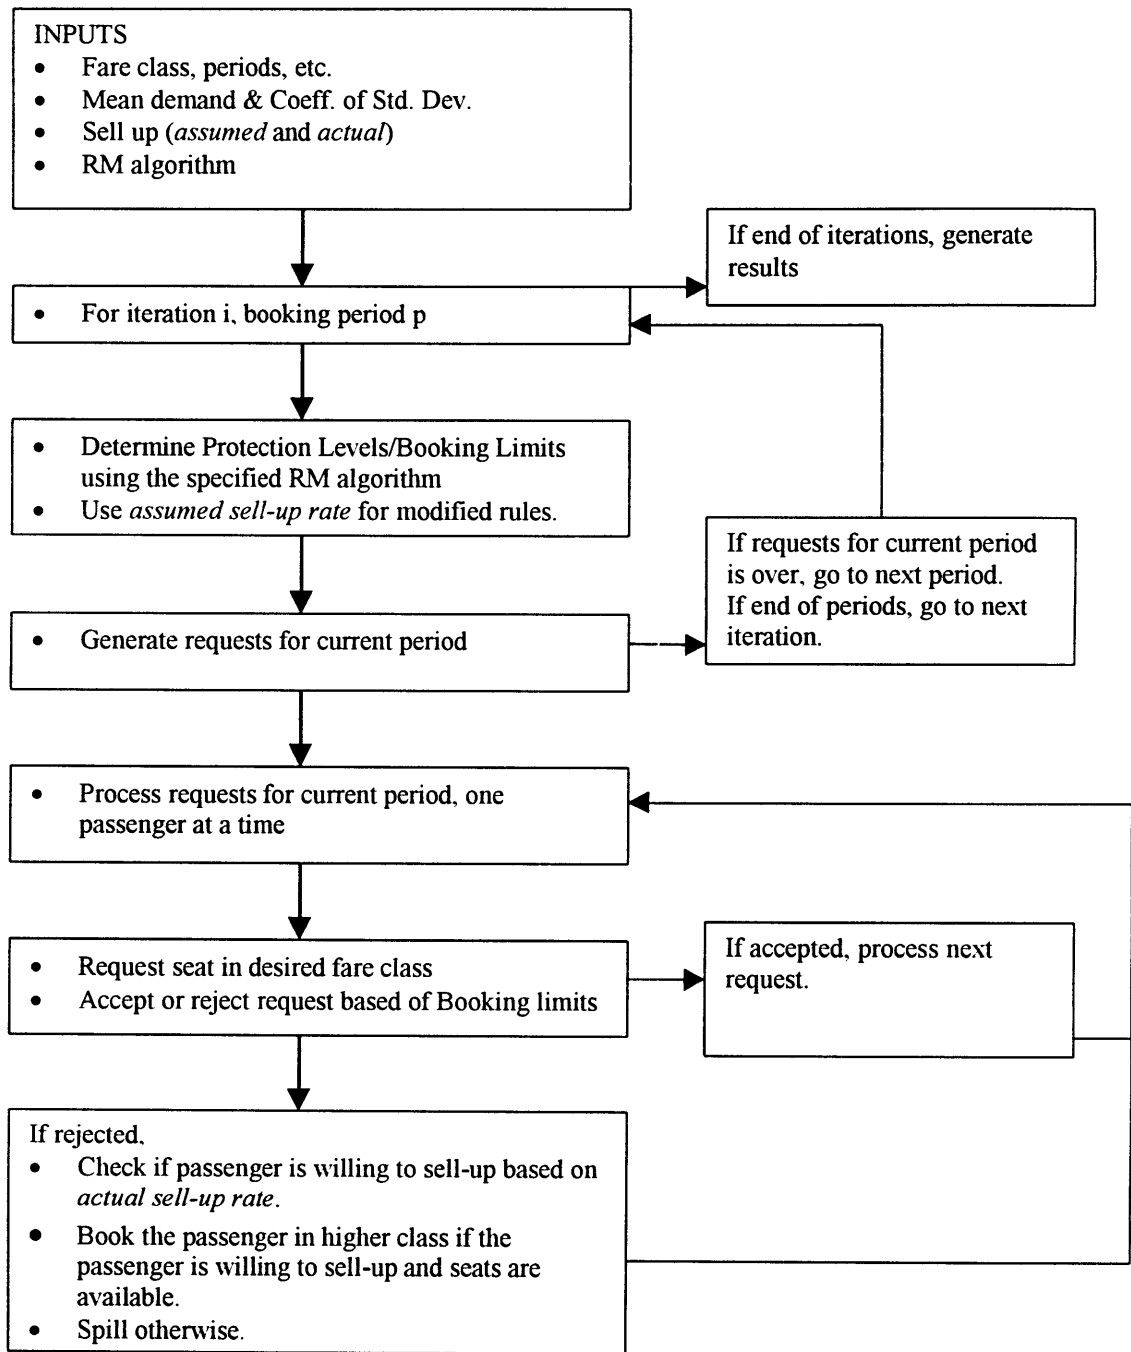 INPUTS
• Fare class, periods, etc.
• Mean demand & Coeff. of Std. Dev.
• Sell up (assumed and actual)
• RM algorithm
If end of iterations, generate
results
• For iteration i, booking period p
• Determine Protection Levels/Booking Limits
using the specified RM algorithm
• Use assumed sell-up rate for modified rules.
If requests for current period
is over, go to next period.
If end of periods, go to next
iteration.
• Generate requests for current period
• Process requests for current period, one
passenger at a time
• Request seat in desired fare class
• Accept or reject request based of Booking limits
If accepted, process next
request.
If rejected,
• Check if passenger is willing to sell-up based on
actual sell-up rate.
• Book the passenger in higher class if the
passenger is willing to sell-up and seats are
available.
• Spill otherwise.